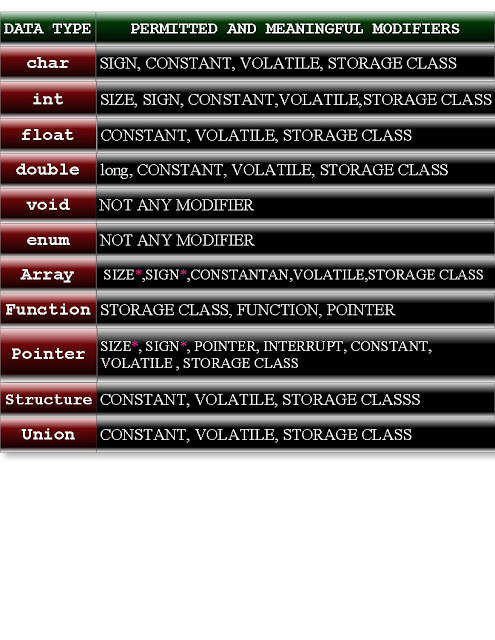 DATA TYPE PERMITTED AND MEANINGFUL MODIFIERS
char SIGN, CONSTANT, VOLATILE, STORAGE CLASS
int SIZE, SIGN, CONSTANT,VOLATILE,STORAGE CLASS
float CONSTANT, VOLATILE, STORAGE CLASS
double long, CONSTANT, VOLATILE, STORAGE CLASS
void NOT ANY MODIFIER
enum NOT ANY MODIFIER
Array SIZE*,SIGN*,CONSTANTAN,VOLATILE,STORAGE CLASS
Function STORAGE CLASS, FUNCTION, POINTER
Pointer SIZE*, SIGN*, POINTER, INTERRUPT, CONSTANT,
VOLATILE , STORAGE CLASS
Structure CONSTANT, VOLATILE, STORAGE CLASSS
Union CONSTANT, VOLATILE, STORAGE CLASS